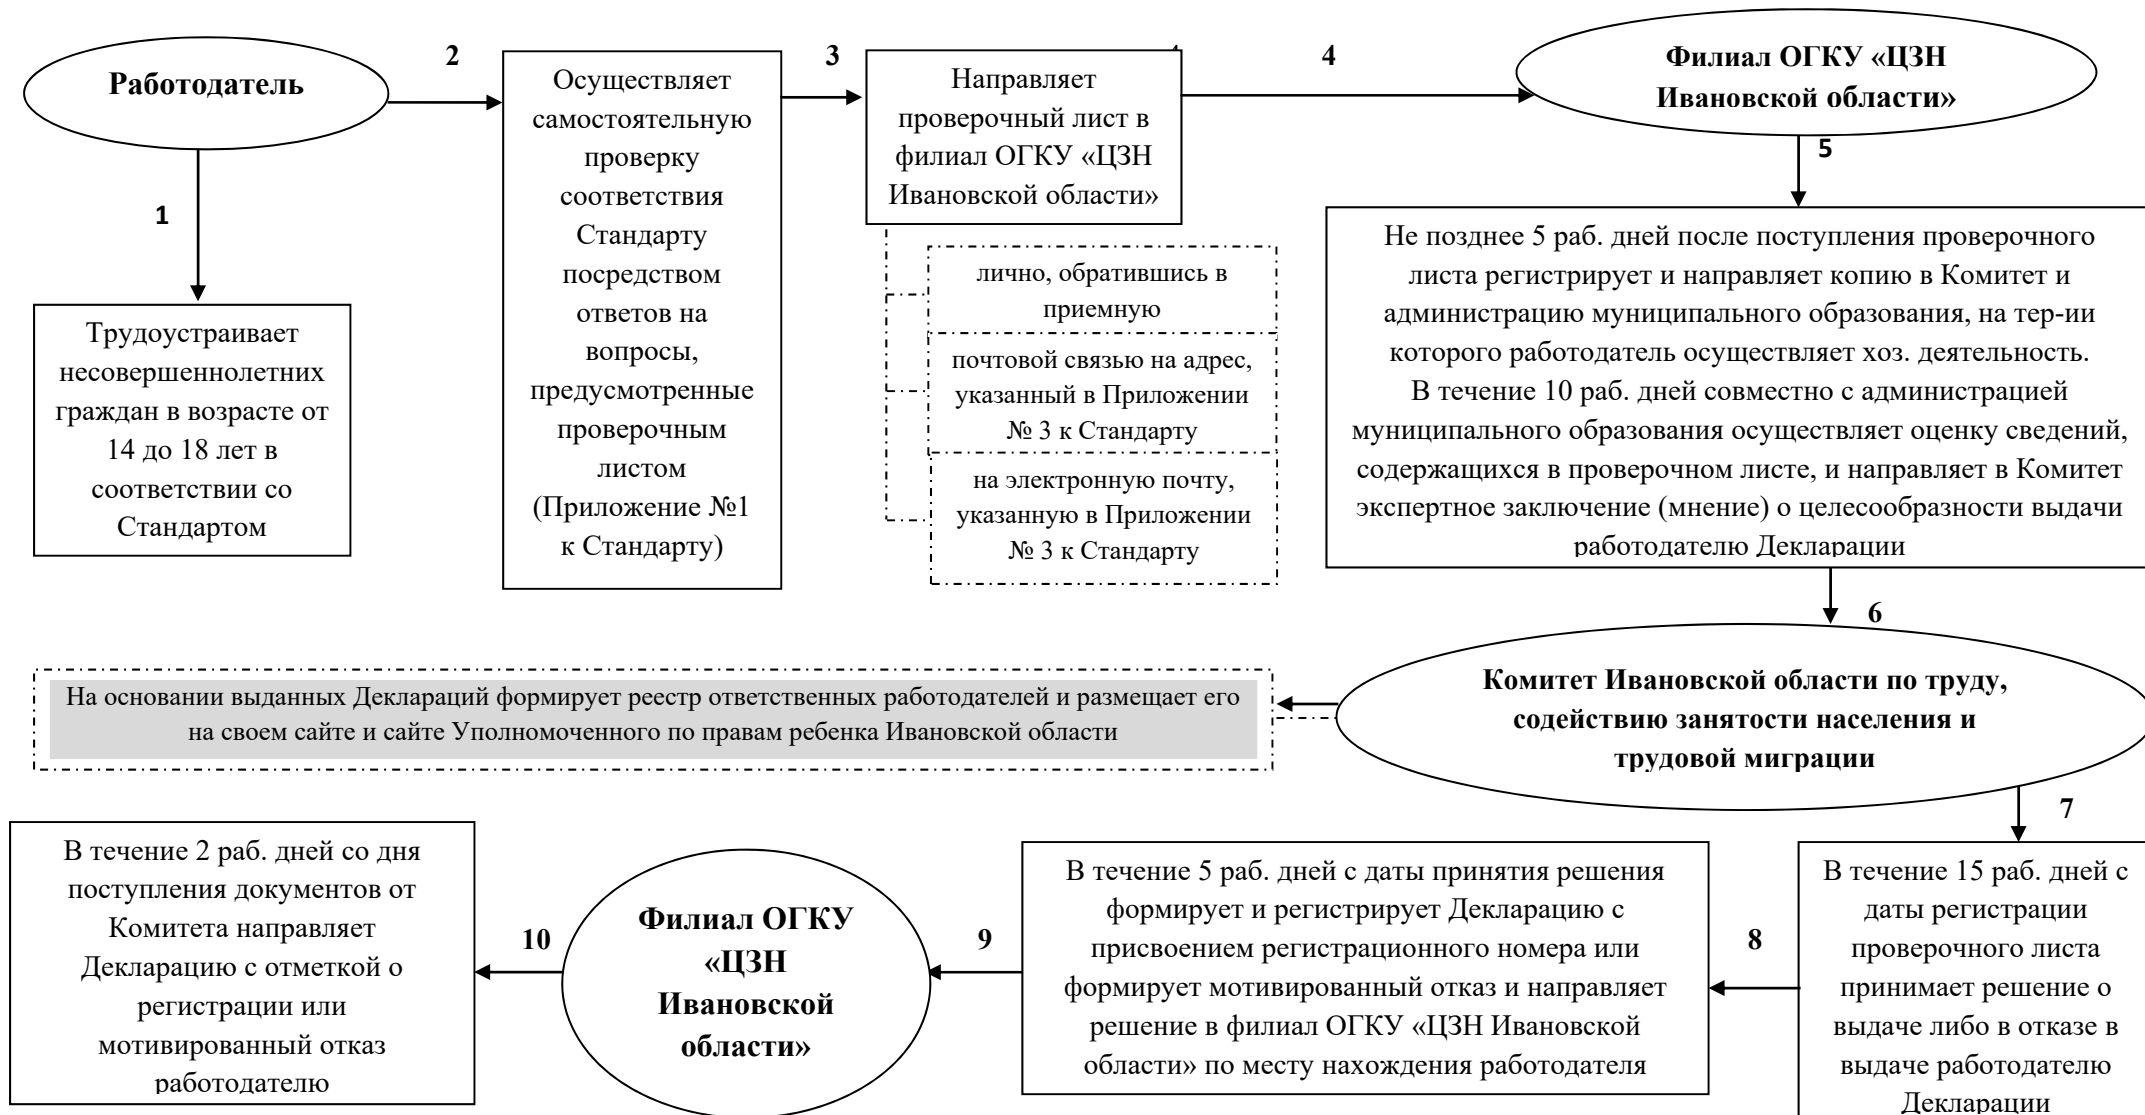 Работодатель
1
Трудоустраивает
несовершеннолетних
граждан в возрасте от
14 до 18 лет в
соответствии со
Стандартом
2
Осуществляет
самостоятельную
проверку
соответствия
Стандарту
посредством
ответов на
вопросы,
предусмотренные
проверочным
листом
(Приложение №1
к Стандарту)
3
Направляет
проверочный лист в
филиал ОГКУ «ЦЗН
Ивановской области»
лично, обратившись в
приемную
почтовой связью на адрес,
указанный в Приложении
№ 3 к Стандарту
на электронную почту,
указанную в Приложении
№ 3 к Стандарту
4
Филиал ОГКУ «ЦЗН
Ивановской области»
5
Не позднее 5 раб. дней после поступления проверочного
листа регистрирует и направляет копию в Комитет и
администрацию муниципального образования, на тер-ии
которого работодатель осуществляет хоз. деятельность.
В течение 10 раб. дней совместно с администрацией
муниципального образования осуществляет оценку сведений,
содержащихся в проверочном листе, и направляет в Комитет
экспертное заключение (мнение) о целесообразности выдачи
работодателю Декларации
6
Комитет Ивановской области по труду,
содействию занятости населения и
трудовой миграции
На основании выданных Деклараций формирует реестр ответственных работодателей и размещает его
на своем сайте и сайте Уполномоченного по правам ребенка Ивановской области
7
В течение 15 раб. дней с
даты регистрации
проверочного листа
принимает решение о
выдаче либо в отказе в
выдаче работодателю
Декларации
8
В течение 5 раб. дней с даты принятия решения
формирует и регистрирует Декларацию с
присвоением регистрационного номера или
формирует мотивированный отказ и направляет
решение в филиал ОГКУ «ЦЗН Ивановской
области» по месту нахождения работодателя
9
Филиал ОГКУ
«ЦЗН
Ивановской
области»
10
В течение 2 раб. дней со дня
поступления документов от
Комитета направляет
Декларацию с отметкой о
регистрации или
мотивированный отказ
работодателю